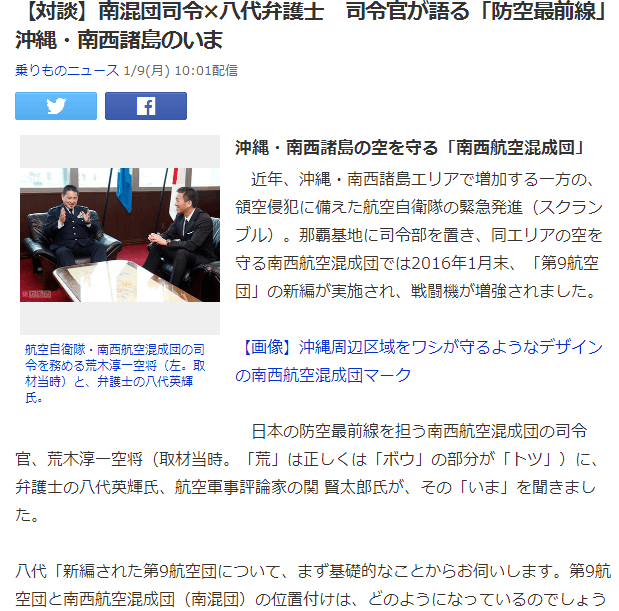 【対談】南混団司令×八代弁護士　司令官が語る「防空最前線」
沖縄・南西諸島のいま
乗りものニュース 1/9(月) 10:01配信
沖縄・南西諸島の空を守る「南西航空混成団」
　近年、沖縄・南西諸島エリアで増加する一方の、
領空侵犯に備えた航空自衛隊の緊急発進（スクラン
ブル）。那覇基地に司令部を置き、同エリアの空を
守る南西航空混成団では2016年1月末、「第9航空
団」の新編が実施され、戦闘機が増強されました。
航空自衛隊・南西航空混成団の司
令を務める荒木淳一空将（左。取
材当時）と、弁護士の八代英輝
氏。
【画像】沖縄周辺区域をワシが守るようなデザイン
の南西航空混成団マーク
　日本の防空最前線を担う南西航空混成団の司令
官、荒木淳一空将（取材当時。「荒」は正しくは「ボウ」の部分が「トツ」）に、
弁護士の八代英輝氏、航空軍事評論家の関 賢太郎氏が、その「いま」を聞きまし
た。
八代「新編された第9航空団について、まず基礎的なことからお伺いします。第9航
空団と南西航空混成団（南混団）の位置付けは、どのようになっているのでしょう